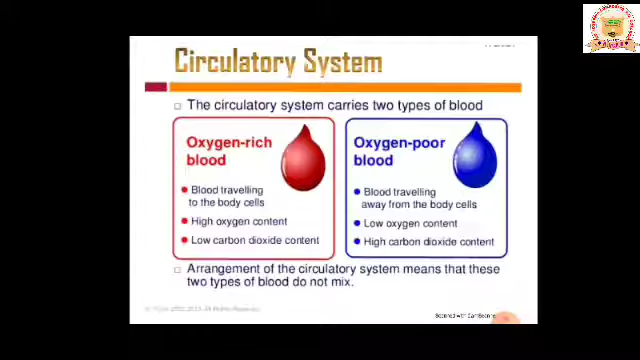 Circulatory System
The circulatory system carries two types of blood
Oxygen-rich
blood
Blood travelling
to the body cells
High oxygen content
Low carbon dioxide content
Oxygen-poor
blood
Blood travelling
away from the body cells
Low oxygen content
High carbon dioxide content
Arrangement of the circulatory system means that these
two types of blood do not mix.
Scanned with CamScanner